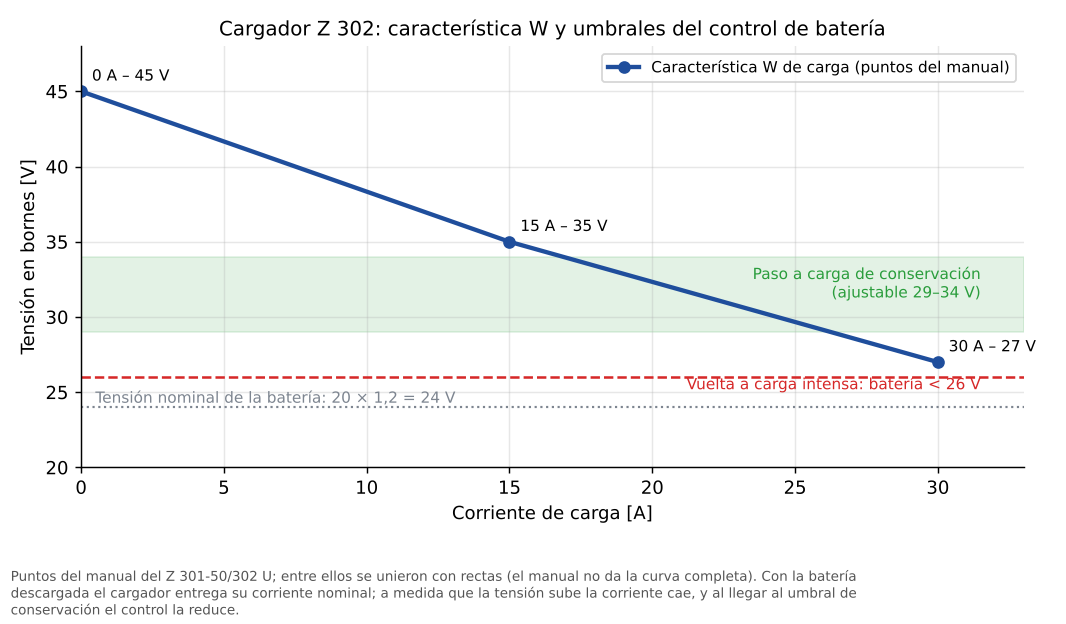 Cargador Z 302: característica W y umbrales del control de batería
Característica W de carga (puntos del manual)
0 A – 45 V
15 A – 35 V
Paso a carga de conservación
(ajustable 29–34 V)
30 A – 27 V
Vuelta a carga intensa: batería < 26 V
Tensión nominal de la batería: 20 × 1,2 = 24 V
Tensión en bornes [V]
45
40
35
30
25
20
0 5 10 15 20 25 30
Corriente de carga [A]
Puntos del manual del Z 301-50/302 U; entre ellos se unieron con rectas (el manual no da la curva completa). Con la batería
descargada el cargador entrega su corriente nominal; a medida que la tensión sube la corriente cae, y al llegar al umbral de
conservación el control la reduce.